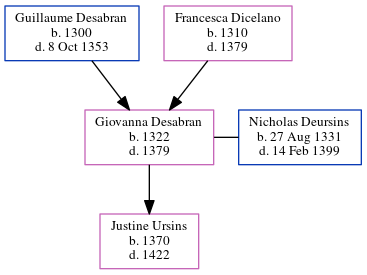 Guillaume Desabran
b. 1300
d. 8 Oct 1353
Francesca Dicelano
b. 1310
d. 1379
Giovanna Desabran
b. 1322
d. 1379
Nicholas Deursins
b. 27 Aug 1331
d. 14 Feb 1399
Justine Ursins
b. 1370
d. 1422